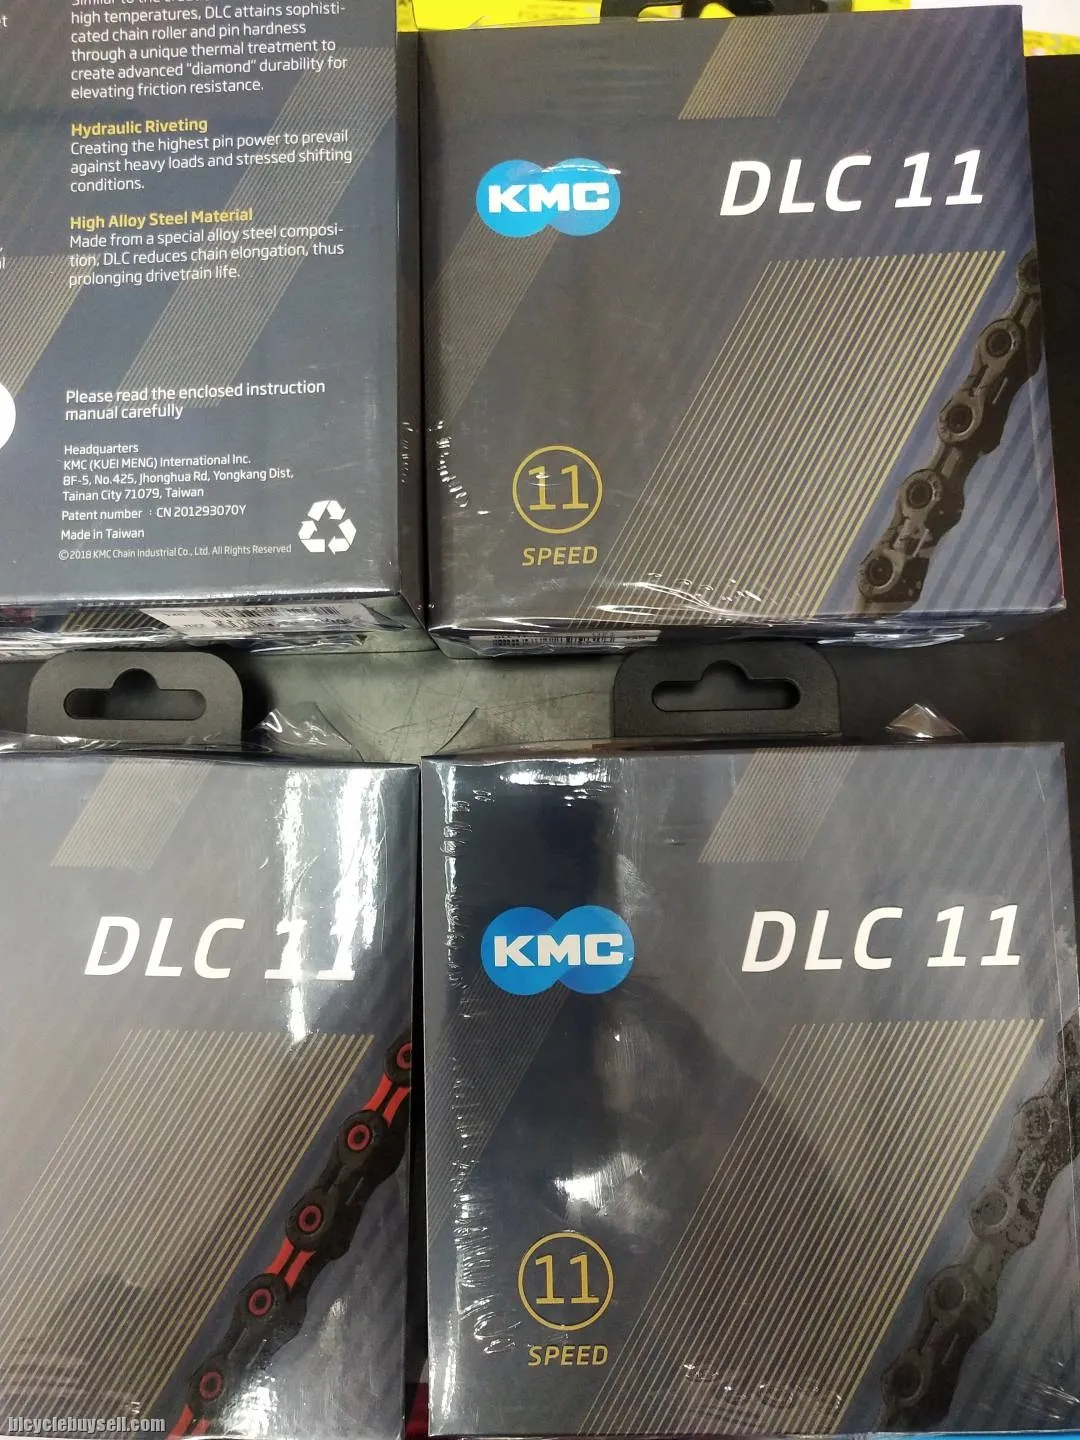 high temperatures, DLC attains sophisti-
cated chain roller and pin hardness
through a unique thermal treatment to
create advanced "diamond" durability for
elevating friction resistance.
Hydraulic Riveting
Creating the highest pin power to prevail
against heavy loads and stressed shifting
conditions.
High Alloy Steel Material
Made from a special alloy steel composi-
tion, DLC reduces chain elongation, thus
prolonging drivetrain life.
Please read the enclosed instruction
manual carefully
Headquarters
KMC (KUEI MENG) International Inc.
BF-5, No.425, Jhonghua Rd, Yongkang Dist,
Tainan City 71079, Taiwan
Patent number : CN 201293070Y
Made in Taiwan
©2018 KMC Chain Industrial Co., Ltd. All Rights Reserved
KMC
DLC 11
11
SPEED
DLC 11
KMC
DLC 11
11
SPEED
bicyclebuysell.com